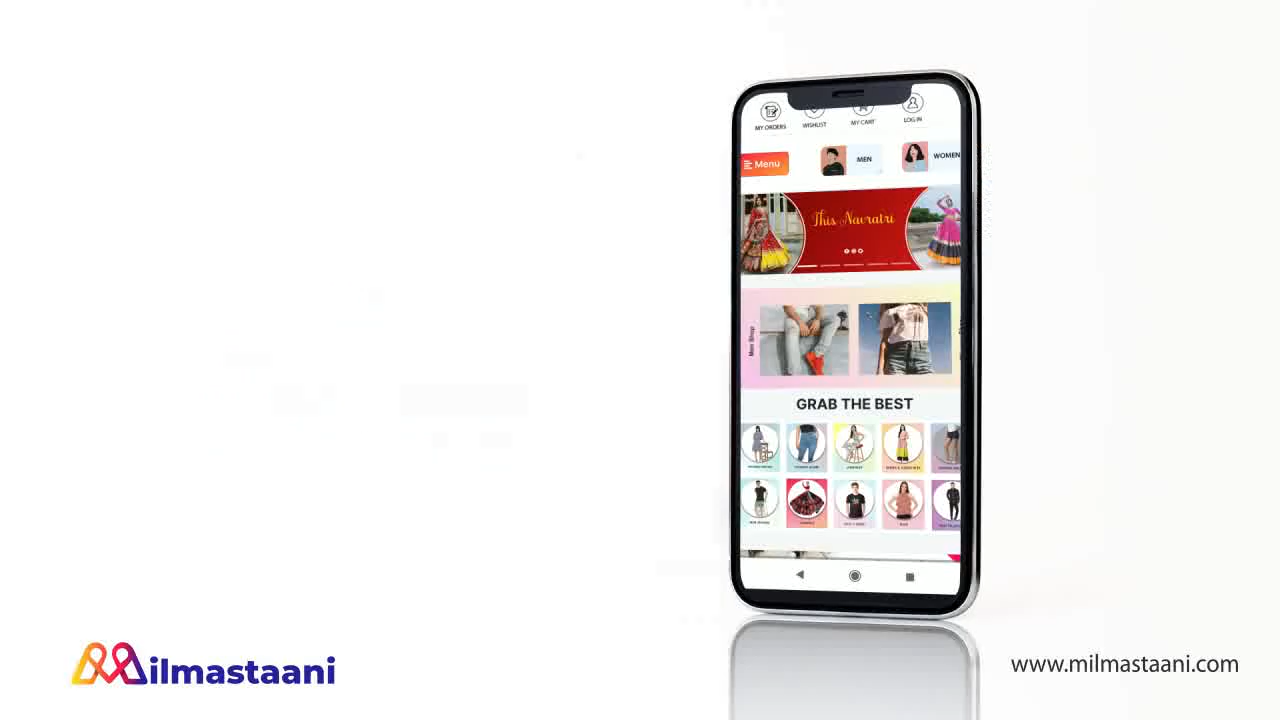 MY ORDERS
WISHLIST
MY CART
LOG IN
Menu
MEN
WOMEN
This Navratri
Men Shop
GRAB THE BEST
Milmastaani
www.milmastaani.com